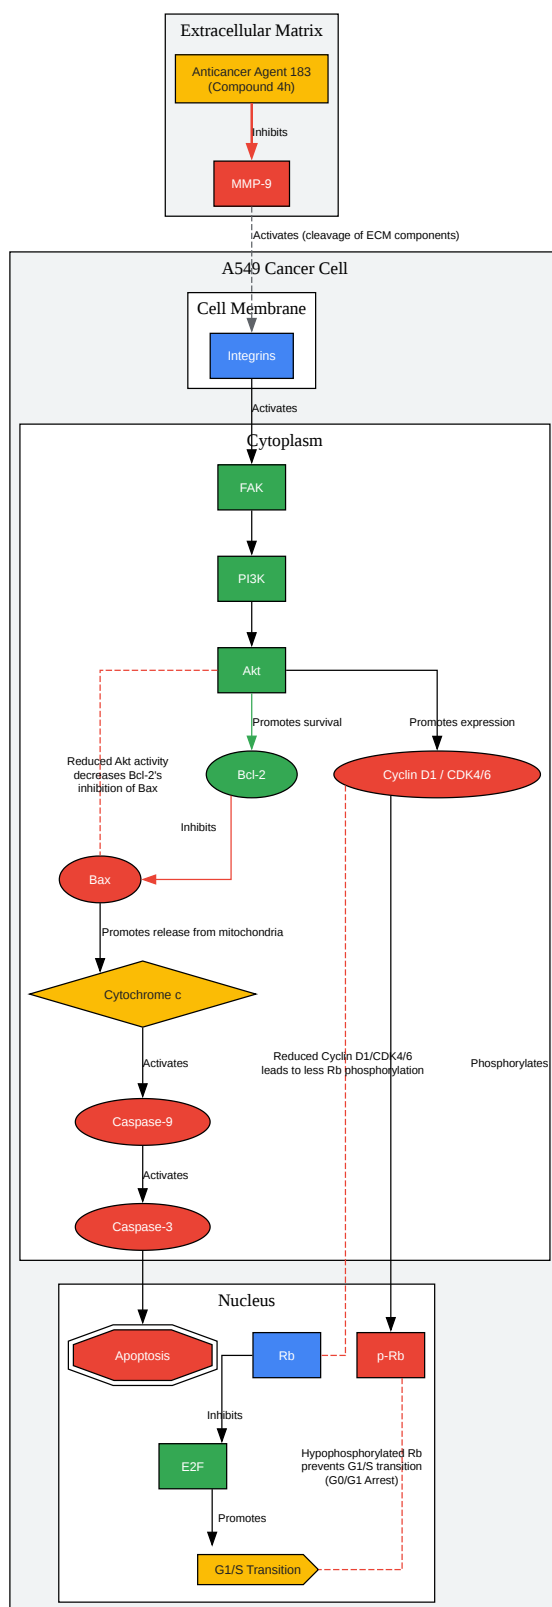 Extracellular Matrix
Anticancer Agent 183
(Compound 4h)
Inhibits
MMP-9
Activates (cleavage of ECM components)
A549 Cancer Cell
Cell Membrane
Integrins
Activates
Cytoplasm
FAK
PI3K
Akt
Promotes survival
Promotes expression
Reduced Akt activity
decreases Bcl-2's
inhibition of Bax
Bcl-2
Cyclin D1 / CDK4/6
Inhibits
Bax
Promotes release from mitochondria
Cytochrome c
Activates
Reduced Cyclin D1/CDK4/6
leads to less Rb phosphorylation
Phosphorylates
Caspase-9
Activates
Caspase-3
Nucleus
Apoptosis
Rb
p-Rb
Inhibits
E2F
Hypophosphorylated Rb
prevents G1/S transition
(G0/G1 Arrest)
Promotes
G1/S Transition